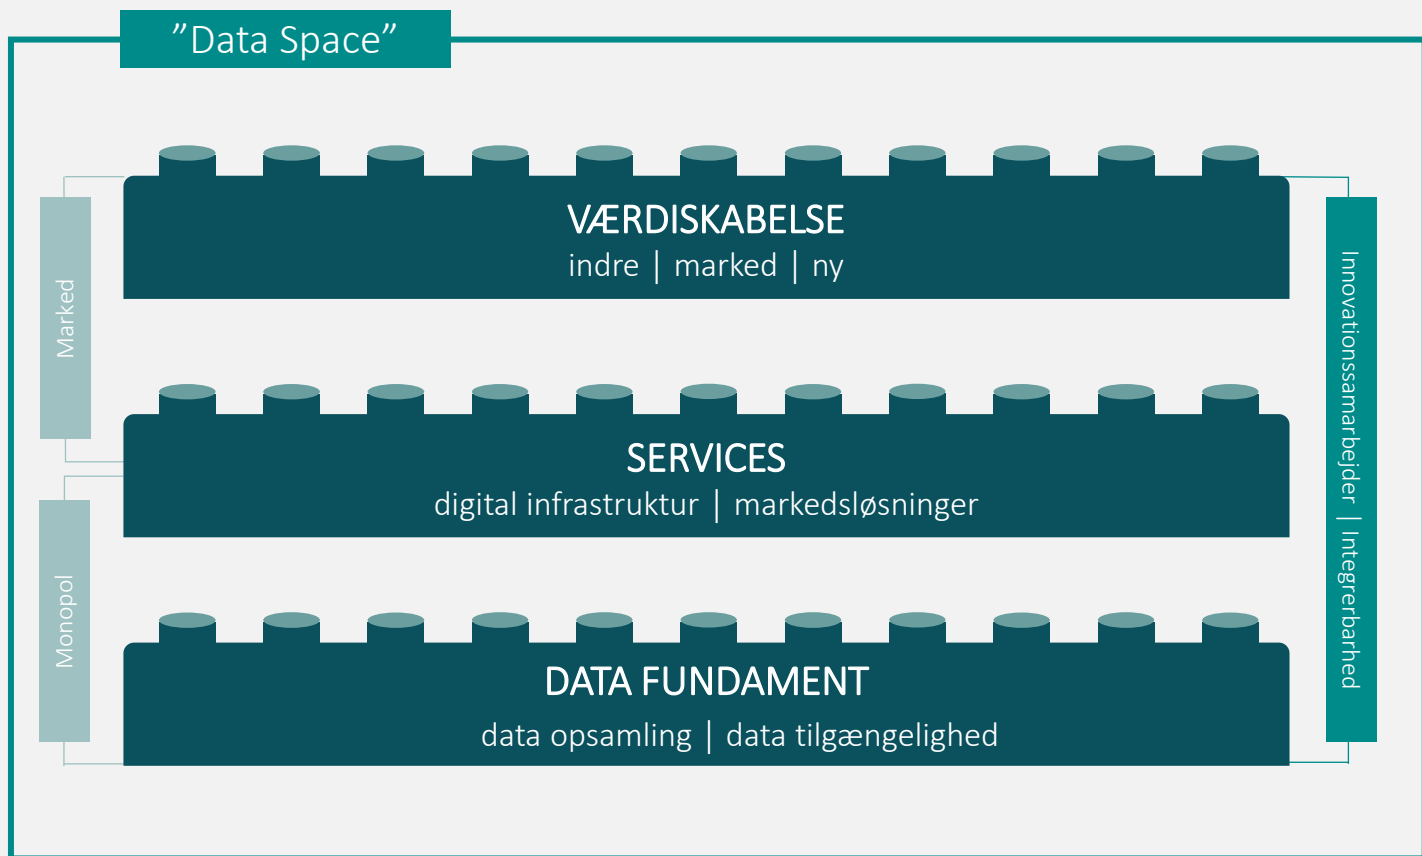 ”Data Space”
VÆRDISKABELSE
indre | marked | ny
Marked
SERVICES
digital infrastruktur | markedsløsninger
Monopol
DATA FUNDAMENT
data opsamling | data tilgængelighed
Innovationssamarbejder | Integrerbarhed